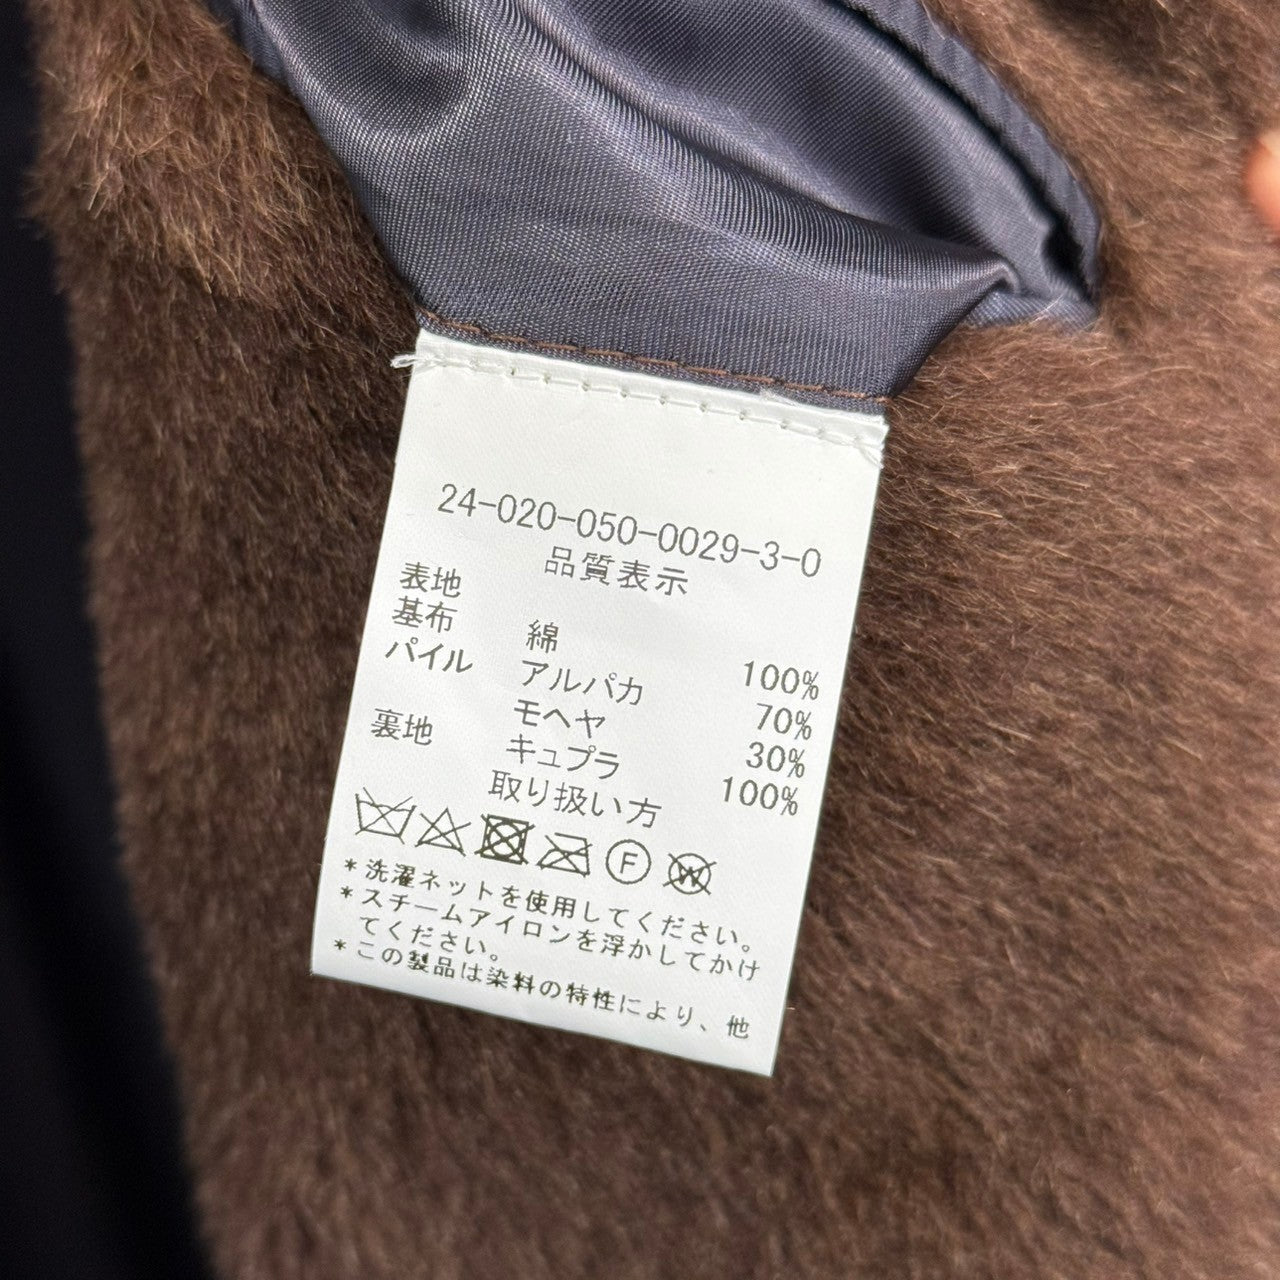 24-020-050-0029-3-0
品質表示
表地
基布 綿 100%
パイル アルパカ 70%
モヘヤ 30%
裏地 キュプラ 100%
取り扱い方
F W
*洗濯ネットを使用してください。
*スチームアイロンを浮かしてかけ
てください。
*この製品は染料の特性により、他